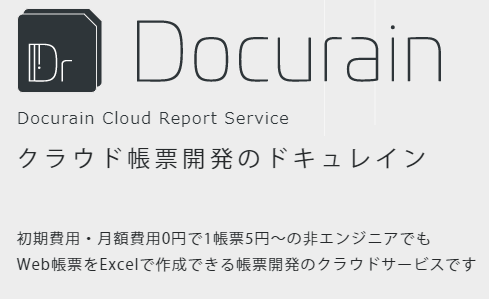 Dr Docurain
Docurain Cloud Report Service
クラウド帳票開発のドキュレイン
初期費用・月額費用0円で1帳票5円～の非エンジニアでも
Web帳票をExcelで作成できる帳票開発のクラウドサービスです